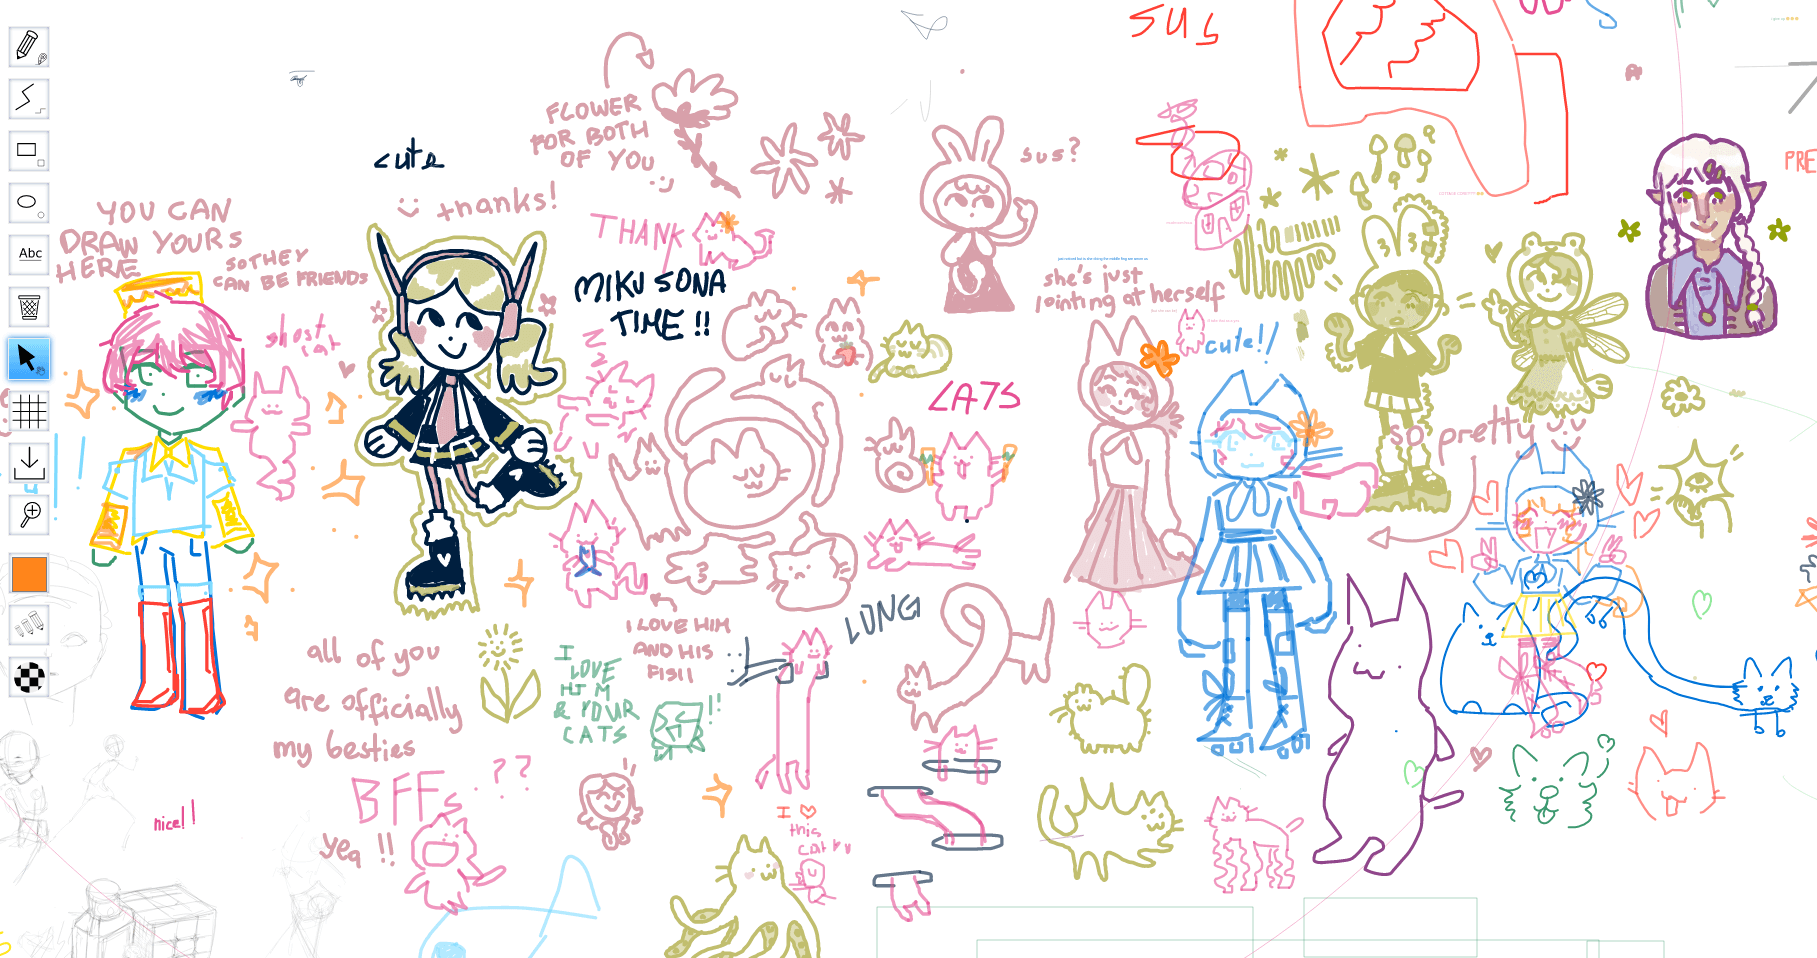 SUS
Abc
cute
FLOWER
FOR BOTH
OF YOU
:)
thanks!
YOU CAN
DRAW YOURS
HERE
SO THEY
CAN BE FRIENDS
THANK
MIKU SONA
TIME !!
sus?
she's just
pointing at herself
cute!!
ghost
cat
CATS
so pretty
PRE
LONG
I LOVE HIM
AND HIS
FISH
I
LOVE
HIM
& YOUR
CATS
!!
all of you
are officially
my besties
BFFs
??
yea !!
nice!!
I
this
cat